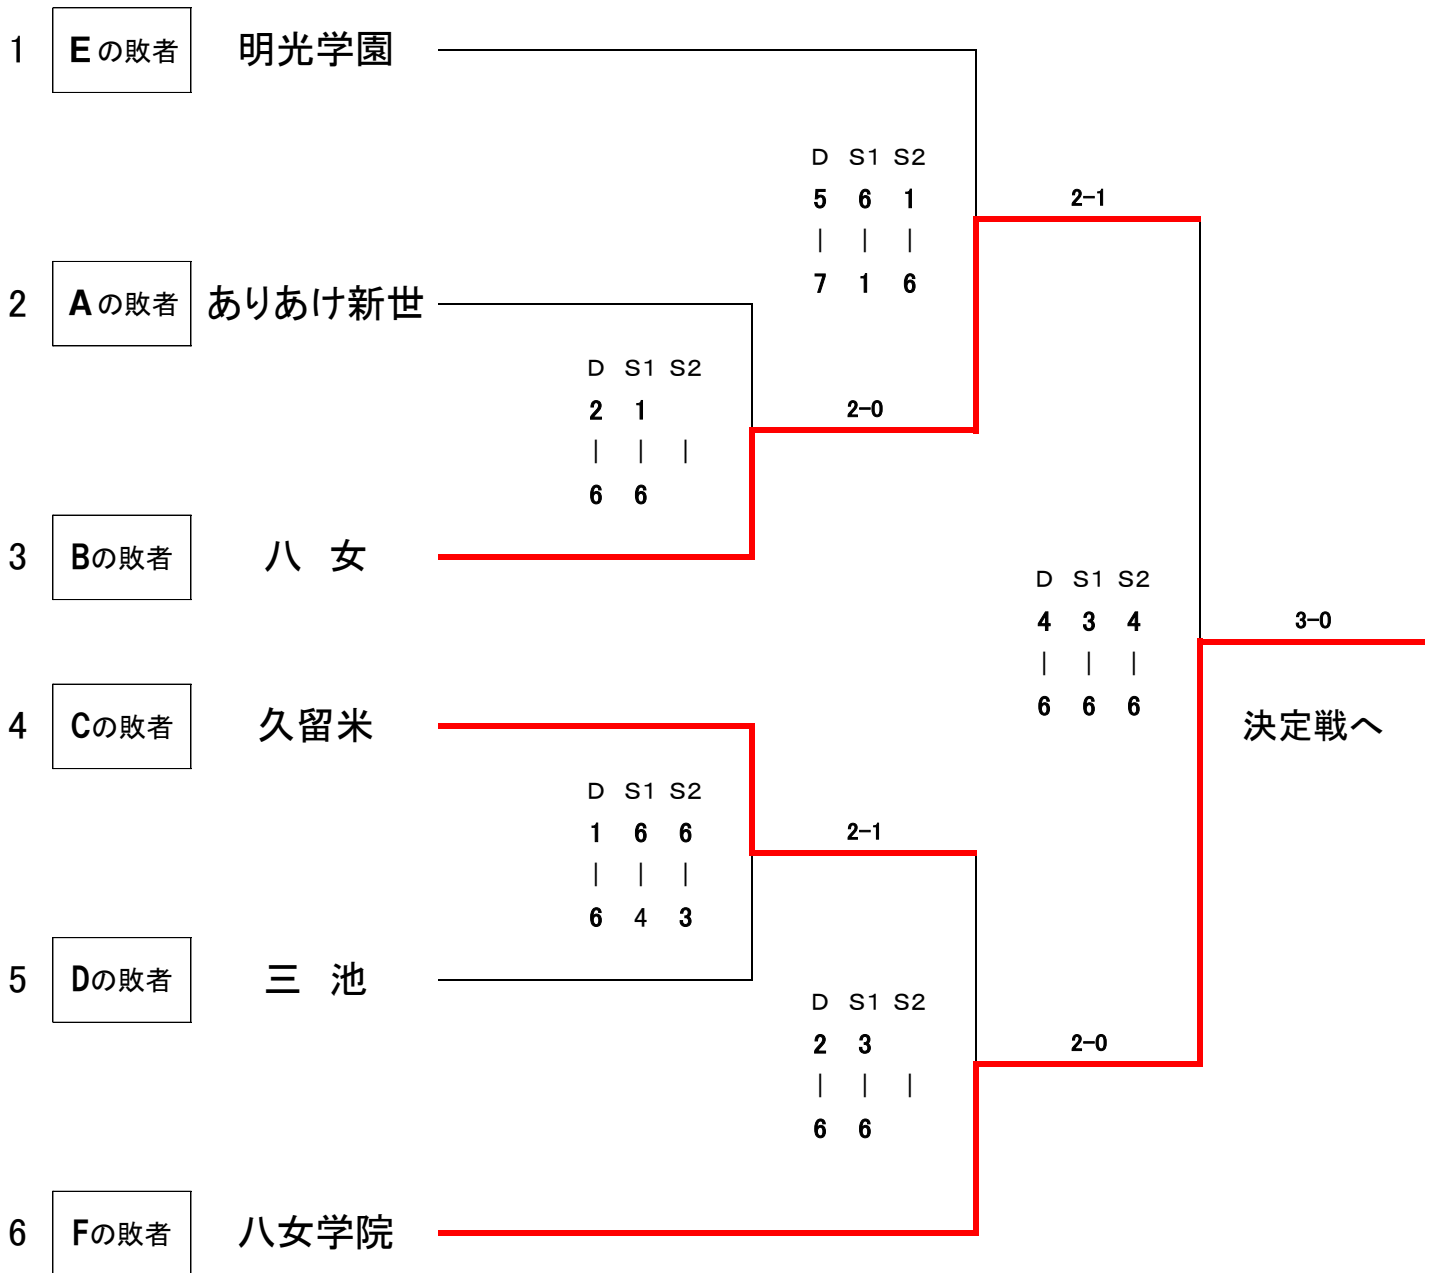 1 Eの敗者 明光学園
D S1 S2
5 6 1
| | |
7 1 6
2-1
2 Aの敗者 ありあけ新世
D S1 S2
2 1
| | |
6 6
2-0
3 Bの敗者 八 女
D S1 S2
4 3 4
| | |
6 6 6
3-0
決定戦へ
4 Cの敗者 久留米
D S1 S2
1 6 6
| | |
6 4 3
2-1
5 Dの敗者 三 池
D S1 S2
2 3
| | |
6 6
2-0
6 Fの敗者 八女学院